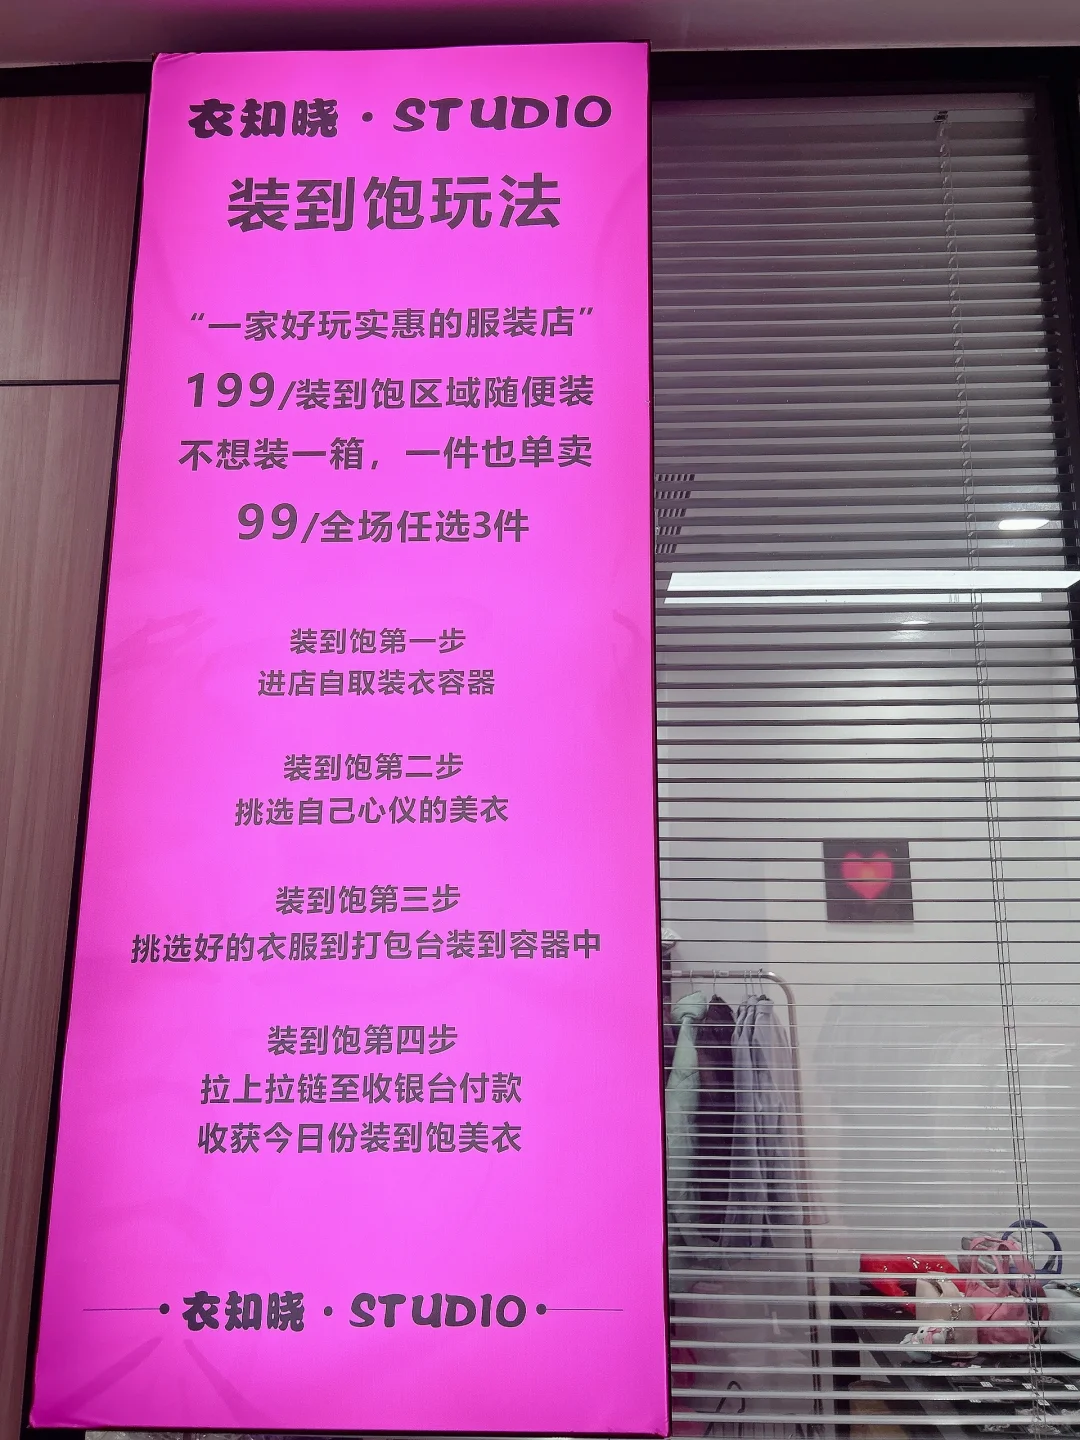 衣知晓·STUDIO
装到饱玩法
“一家好玩实惠的服装店”
199/装到饱区域随便装
不想装一箱，一件也单卖
99/全场任选3件
装到饱第一步
进店自取装衣容器
装到饱第二步
挑选自己心仪的美衣
装到饱第三步
挑选好的衣服到打包台装到容器中
装到饱第四步
拉上拉链至收银台付款
收获今日份装到饱美衣
衣知晓·STUDIO